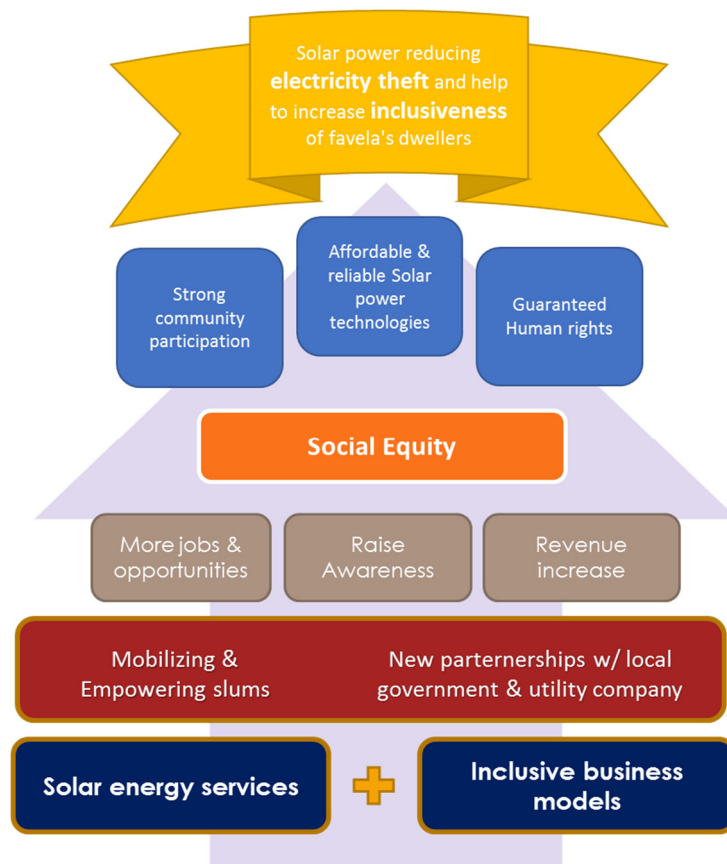 Solar power reducing
electricity theft and help
to increase inclusiveness
of favela's dwellers
Strong
community
participation
Affordable &
reliable Solar
power
technologies
Guaranteed
Human rights
Social Equity
More jobs &
opportunities
Raise
Awareness
Revenue
increase
Mobilizing &
Empowering slums
New parternerships w/ local
government & utility company
Solar energy services
Inclusive business
models